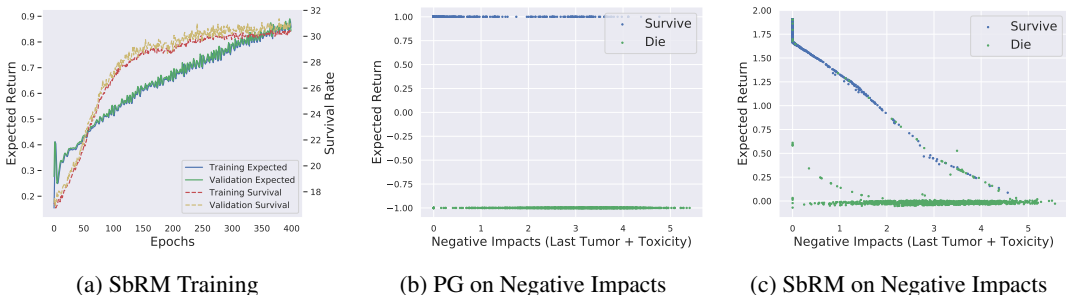 0.9
0.8
0.7
0.6
0.5
0.4
0.3
0.2
Expected Return
32
30
28
26
24
22
20
18
Survival Rate
Training Expected
Validation Expected
Training Survival
Validation Survival
0 50 100 150 200 250 300 350 400
Epochs
(a) SbRM Training
1.00
0.75
0.50
0.25
0.00
−0.25
−0.50
−0.75
−1.00
Expected Return
Survive
Die
0 1 2 3 4 5
Negative Impacts (Last Tumor + Toxicity)
(b) PG on Negative Impacts
2.00
1.75
1.50
1.25
1.00
0.75
0.50
0.25
0.00
Expected Return
Survive
Die
0 1 2 3 4 5
Negative Impacts (Last Tumor + Toxicity)
(c) SbRM on Negative Impacts